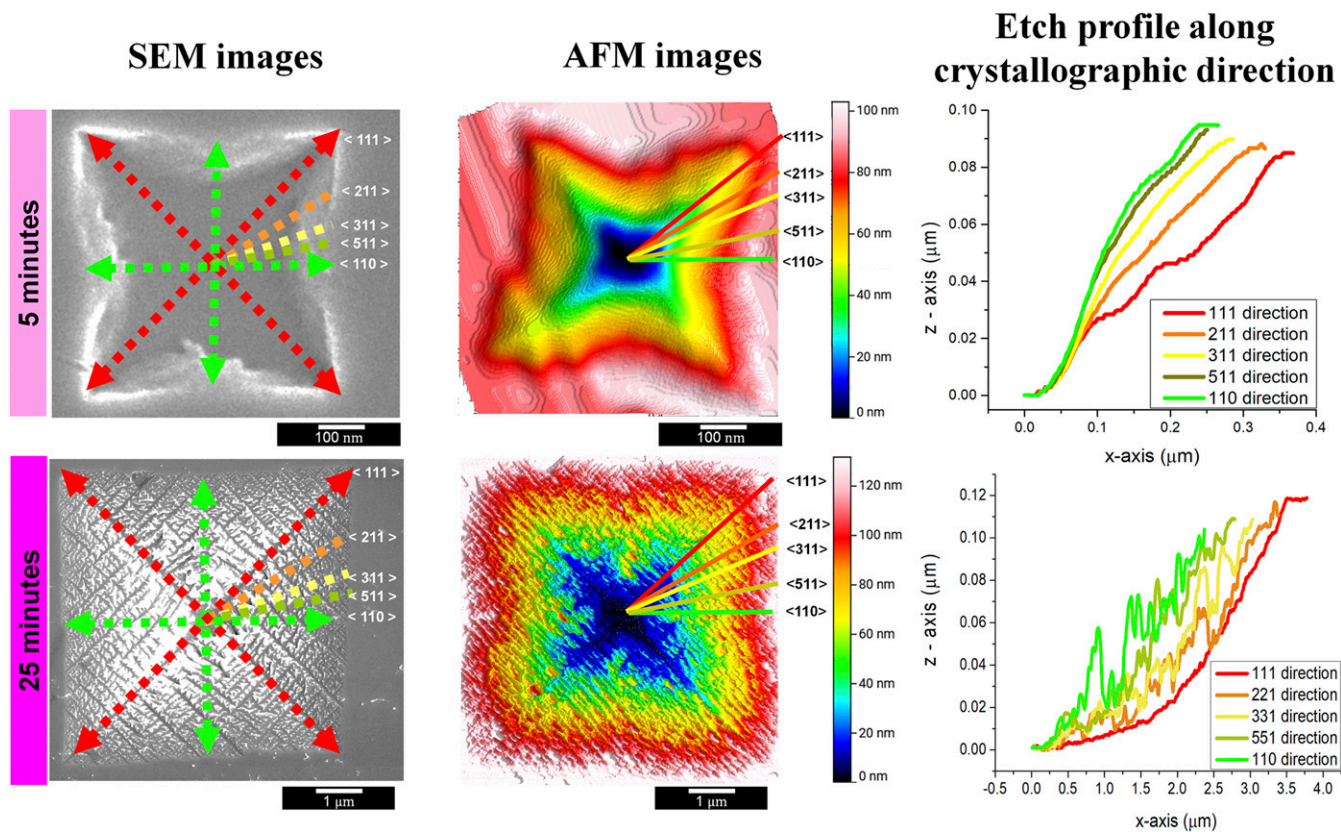 SEM images
AFM images
Etch profile along
crystallographic direction
5 minutes
< 111 >
< 211 >
< 311 >
< 511 >
< 110 >
100 nm
<111>
<211>
<311>
<511>
<110>
100 nm
100 nm
80 nm
60 nm
40 nm
20 nm
0 nm
z - axis (μm)
0.10
0.08
0.06
0.04
0.02
0.00
111 direction
211 direction
311 direction
511 direction
110 direction
0.0 0.1 0.2 0.3 0.4
x-axis (μm)
25 minutes
< 111 >
< 211 >
< 311 >
< 511 >
< 110 >
1 μm
<111>
<211>
<311>
<511>
<110>
1 μm
120 nm
100 nm
80 nm
60 nm
40 nm
20 nm
0 nm
z - axis (μm)
0.12
0.10
0.08
0.06
0.04
0.02
0.00
111 direction
221 direction
331 direction
551 direction
110 direction
-0.5 0.0 0.5 1.0 1.5 2.0 2.5 3.0 3.5 4.0
x-axis (μm)